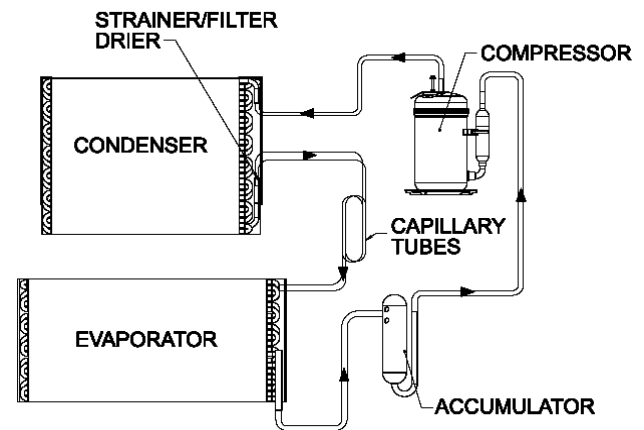 STRAINER/FILTER
DRIER
COMPRESSOR
CONDENSER
CAPILLARY
TUBES
EVAPORATOR
ACCUMULATOR